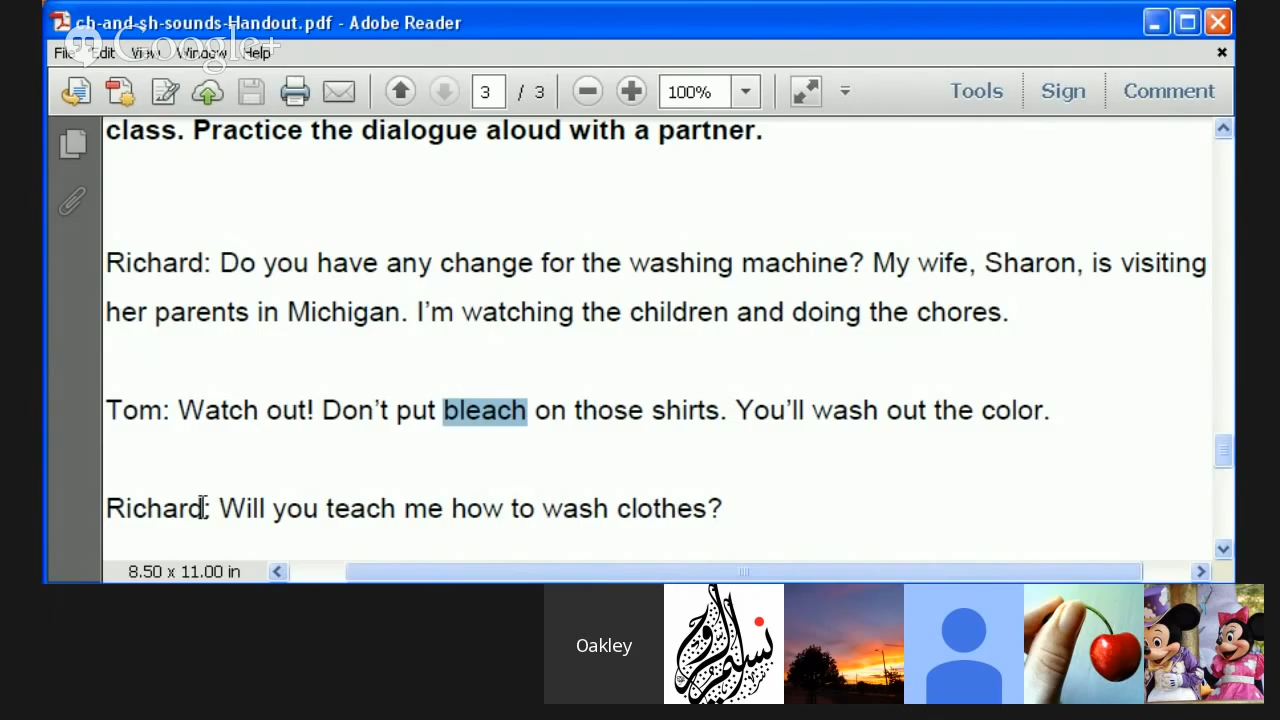 ch-and-sh-sounds-Handout.pdf - Adobe Reader
Google+
File Edit View Window Help
3 / 3 100% Tools Sign Comment
class. Practice the dialogue aloud with a partner.
Richard: Do you have any change for the washing machine? My wife, Sharon, is visiting
her parents in Michigan. I'm watching the children and doing the chores.
Tom: Watch out! Don't put bleach on those shirts. You'll wash out the color.
Richard: Will you teach me how to wash clothes?
8.50 x 11.00 in
Oakley